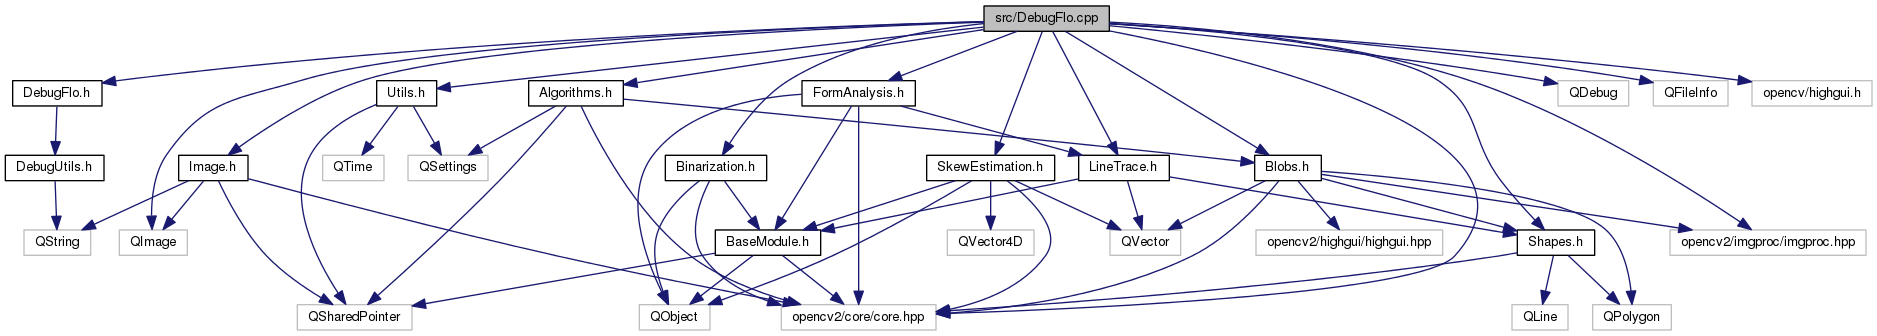 src/DebugFlo.cpp
DebugFlo.h
Utils.h
Algorithms.h
FormAnalysis.h
QDebug
QFileInfo
opencv/highgui.h
DebugUtils.h
Image.h
QTime
QSettings
Binarization.h
SkewEstimation.h
LineTrace.h
Blobs.h
QString
QImage
BaseModule.h
QVector4D
QVector
opencv2/highgui/highgui.hpp
Shapes.h
opencv2/imgproc/imgproc.hpp
QSharedPointer
QObject
opencv2/core/core.hpp
QLine
QPolygon